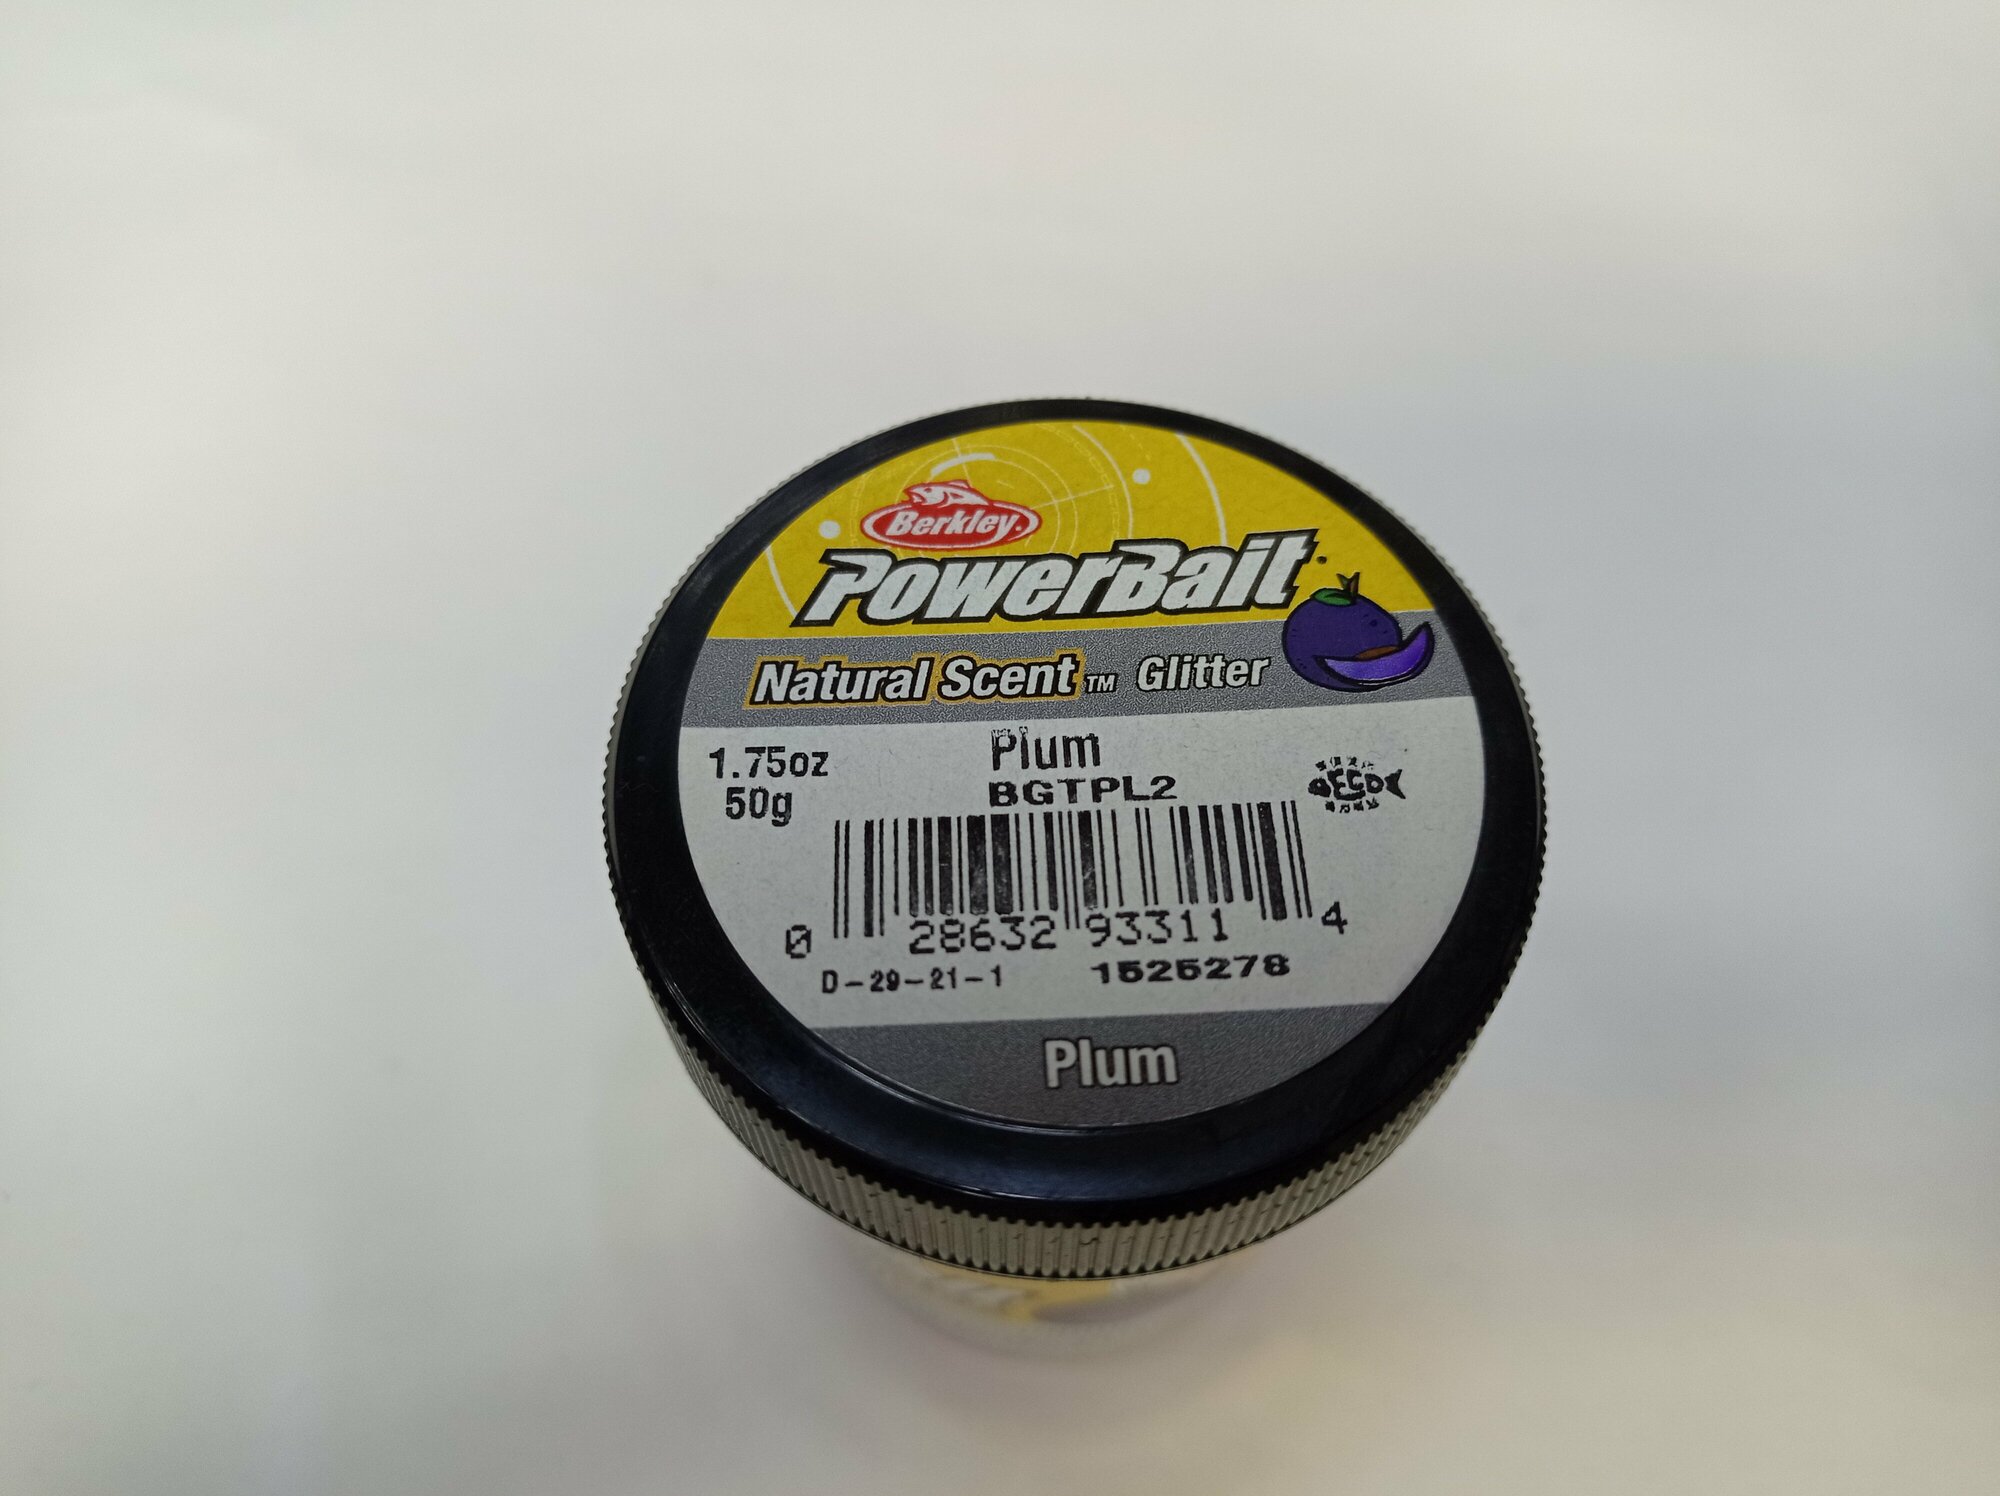 Berkley
PowerBait
Natural Scent™ Glitter
1.75oz
50g
Plum
BGTPL2
0 28632 93311 4
D-29-21-1 1525278
Plum